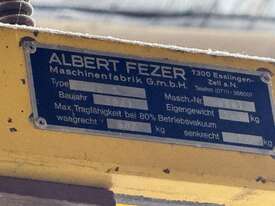 ALBERT FEZER 7300 Esslingen-
Maschinenfabrik G.m.b.H. Zell a.N.
Telefon (0711)
Type Masch.-Nr.
Baujahr Eigengewicht kg
Max. Tragfähigkeit bei 80% Betriebsvakuum
waagrecht kg senkrecht kg